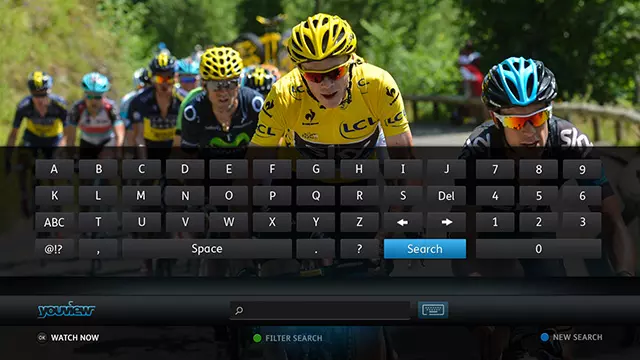 LCL
LCL
SKY
A B C D E F G H I J 7 8 9
K L M N O P Q R S Del 4 5 6
ABC T U V W X Y Z 1 2 3
@!? , Space . ? Search 0
youview
OK WATCH NOW
FILTER SEARCH
NEW SEARCH